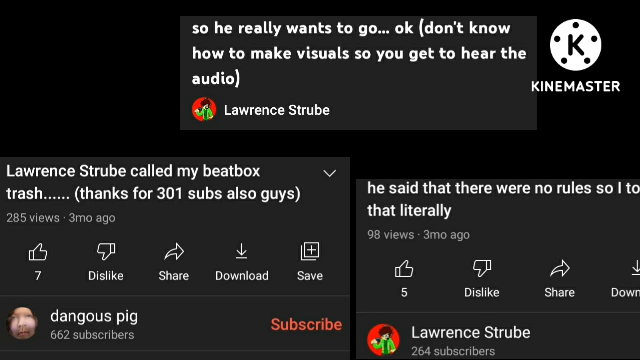 so he really wants to go... ok (don't know
how to make visuals so you get to hear the
audio)
Lawrence Strube
KINEMASTER
Lawrence Strube called my beatbox
trash...... (thanks for 301 subs also guys)
285 views · 3mo ago
7
Dislike
Share
Download
Save
dangous pig
662 subscribers
Subscribe
he said that there were no rules so I to
that literally
98 views · 3mo ago
5
Dislike
Share
Down
Lawrence Strube
264 subscribers